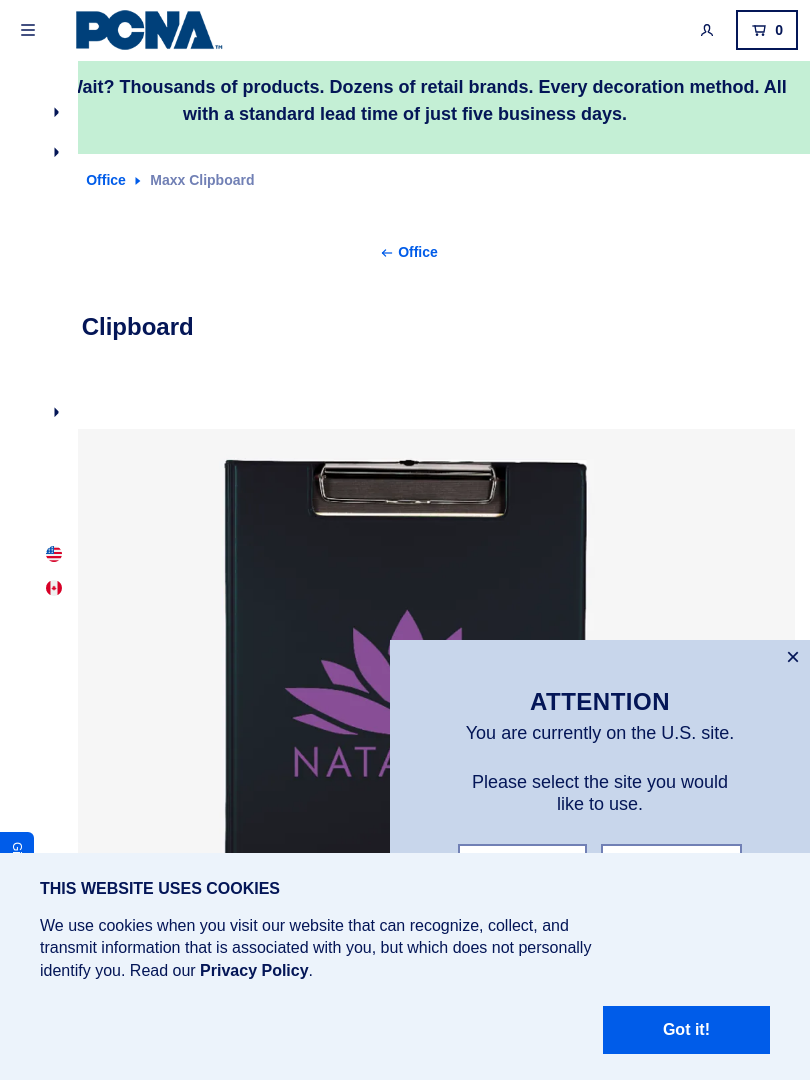 PCNA™
0
Wait? Thousands of products. Dozens of retail brands. Every decoration method. All
with a standard lead time of just five business days.
Office
Maxx Clipboard
← Office
Clipboard
ATTENTION
You are currently on the U.S. site.
Please select the site you would
like to use.
THIS WEBSITE USES COOKIES
We use cookies when you visit our website that can recognize, collect, and
transmit information that is associated with you, but which does not personally
identify you. Read our Privacy Policy.
Got it!